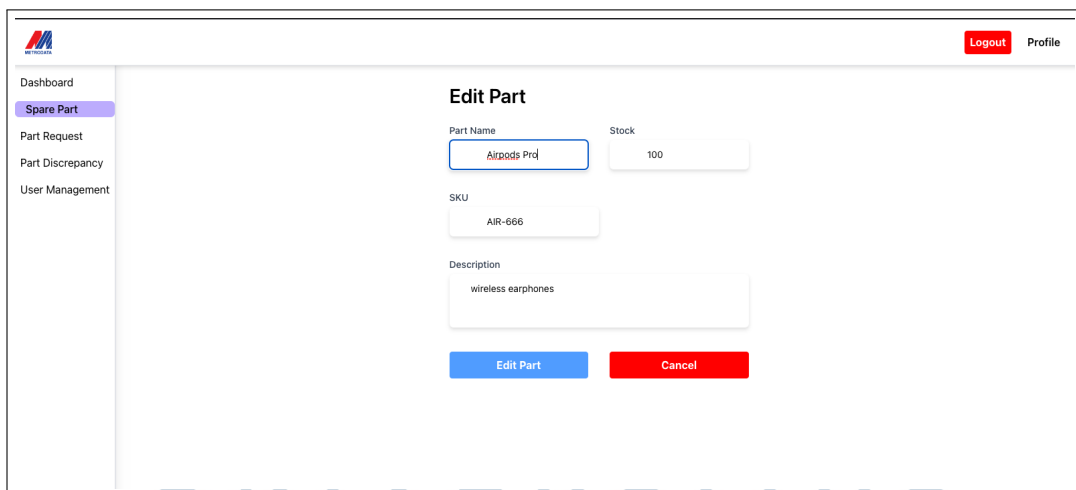 METRODATA
Logout Profile
Dashboard
Spare Part
Part Request
Part Discrepancy
User Management
Edit Part
Part Name Stock
Airpods Pro 100
SKU
AIR-666
Description
wireless earphones
Edit Part Cancel